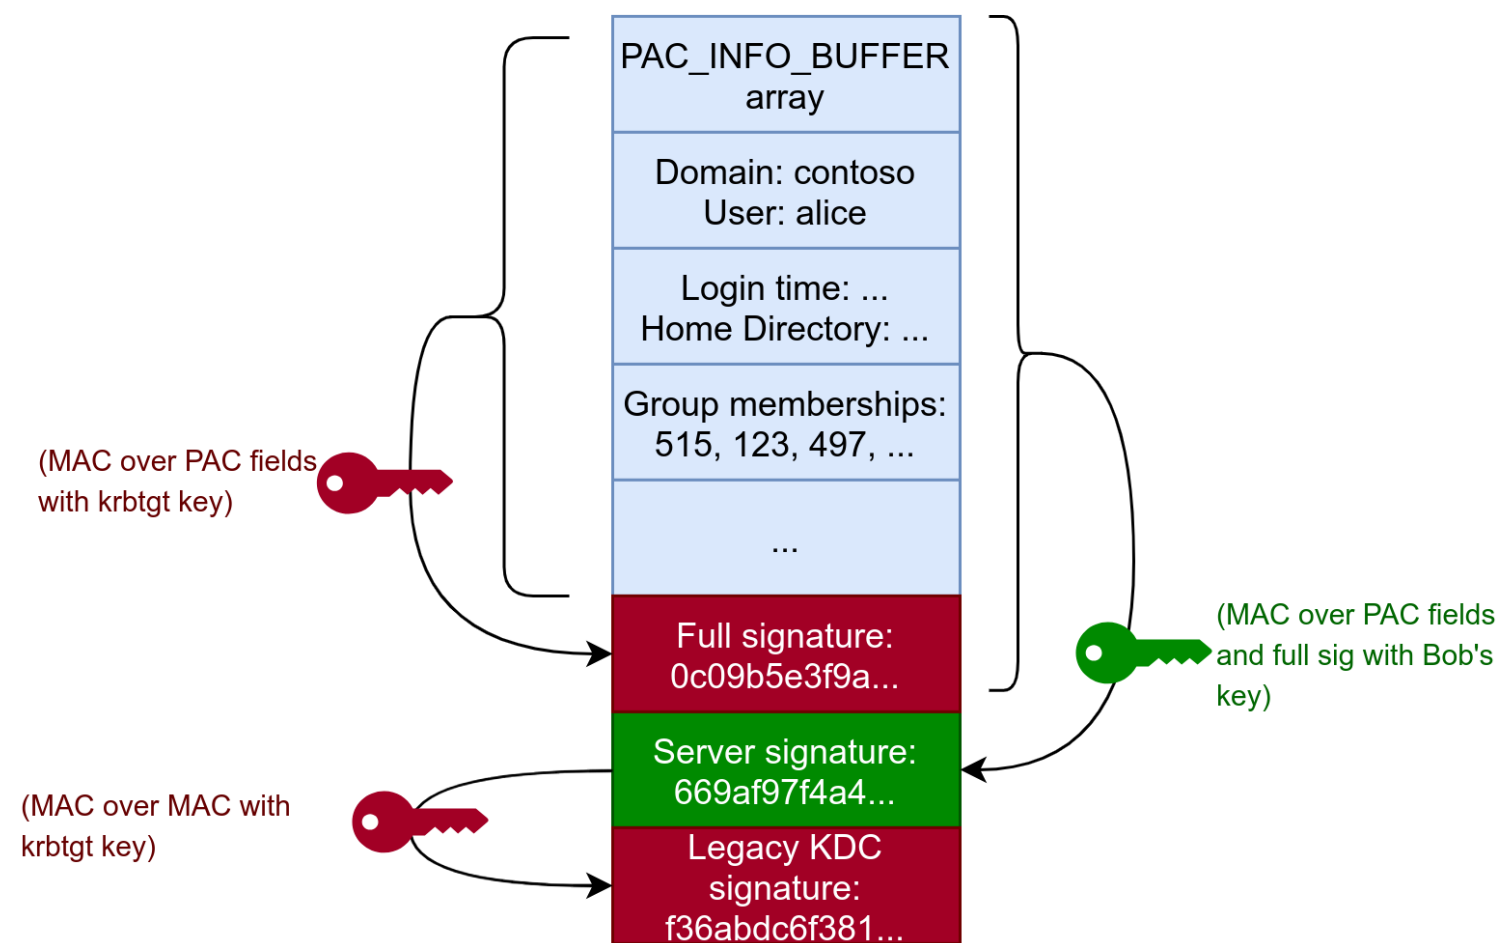 PAC_INFO_BUFFER
array
Domain: contoso
User: alice
Login time: ...
Home Directory: ...
Group memberships:
515, 123, 497, ...
...
(MAC over PAC fields
with krbtgt key)
Full signature:
0c09b5e3f9a...
(MAC over PAC fields
and full sig with Bob's
key)
Server signature:
669af97f4a4...
(MAC over MAC with
krbtgt key)
Legacy KDC
signature:
f36abdc6f381...